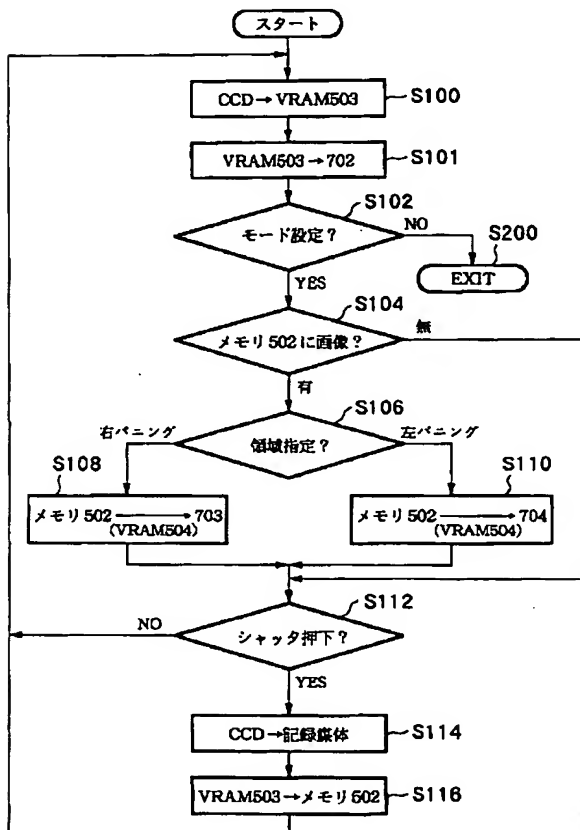 スタート
CCD→VRAM503
S100
VRAM503→702
S101
S102
モード設定?
NO
S200
EXIT
YES
S104
メモリ502に画像?
無
有
S106
右パニング
領域指定?
左パニング
S108
メモリ502→703
(VRAM504)
S110
メモリ502→704
(VRAM504)
S112
NO
シャッタ押下?
YES
CCD→記録媒体
S114
VRAM503→メモリ502
S116